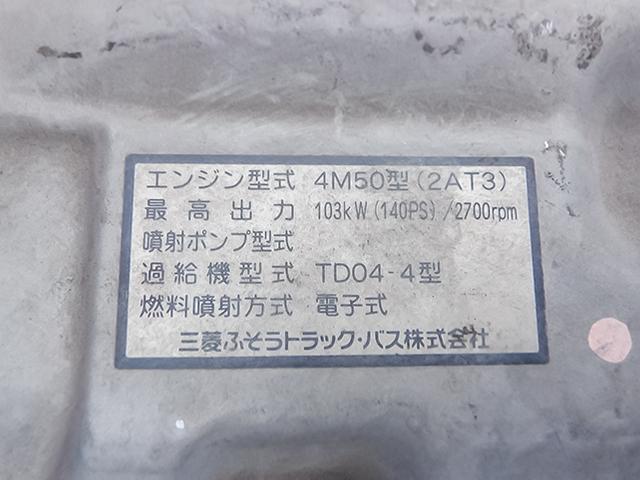 エンジン型式 4M50型(2AT3)
最高出力 103kW(140PS)/2700rpm
噴射ポンプ型式
過給機型式 TD04-4型
燃料噴射方式 電子式
三菱ふそうトラック・バス株式会社